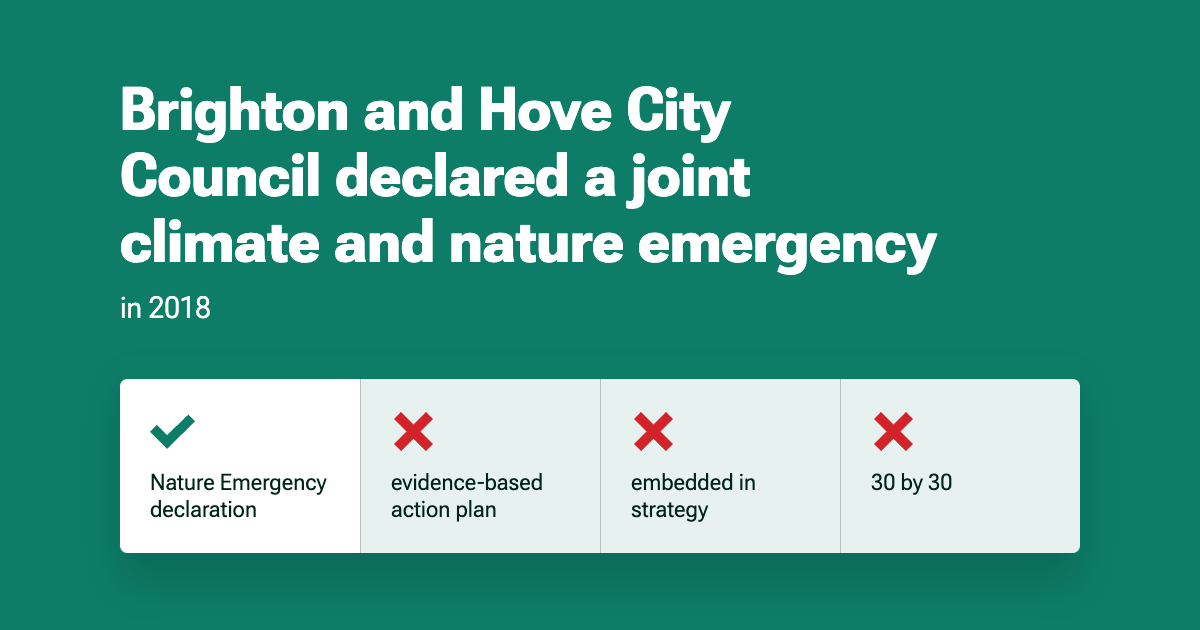 Brighton and Hove City
Council declared a joint
climate and nature emergency
in 2018
Nature Emergency
declaration
evidence-based
action plan
embedded in
strategy
30 by 30